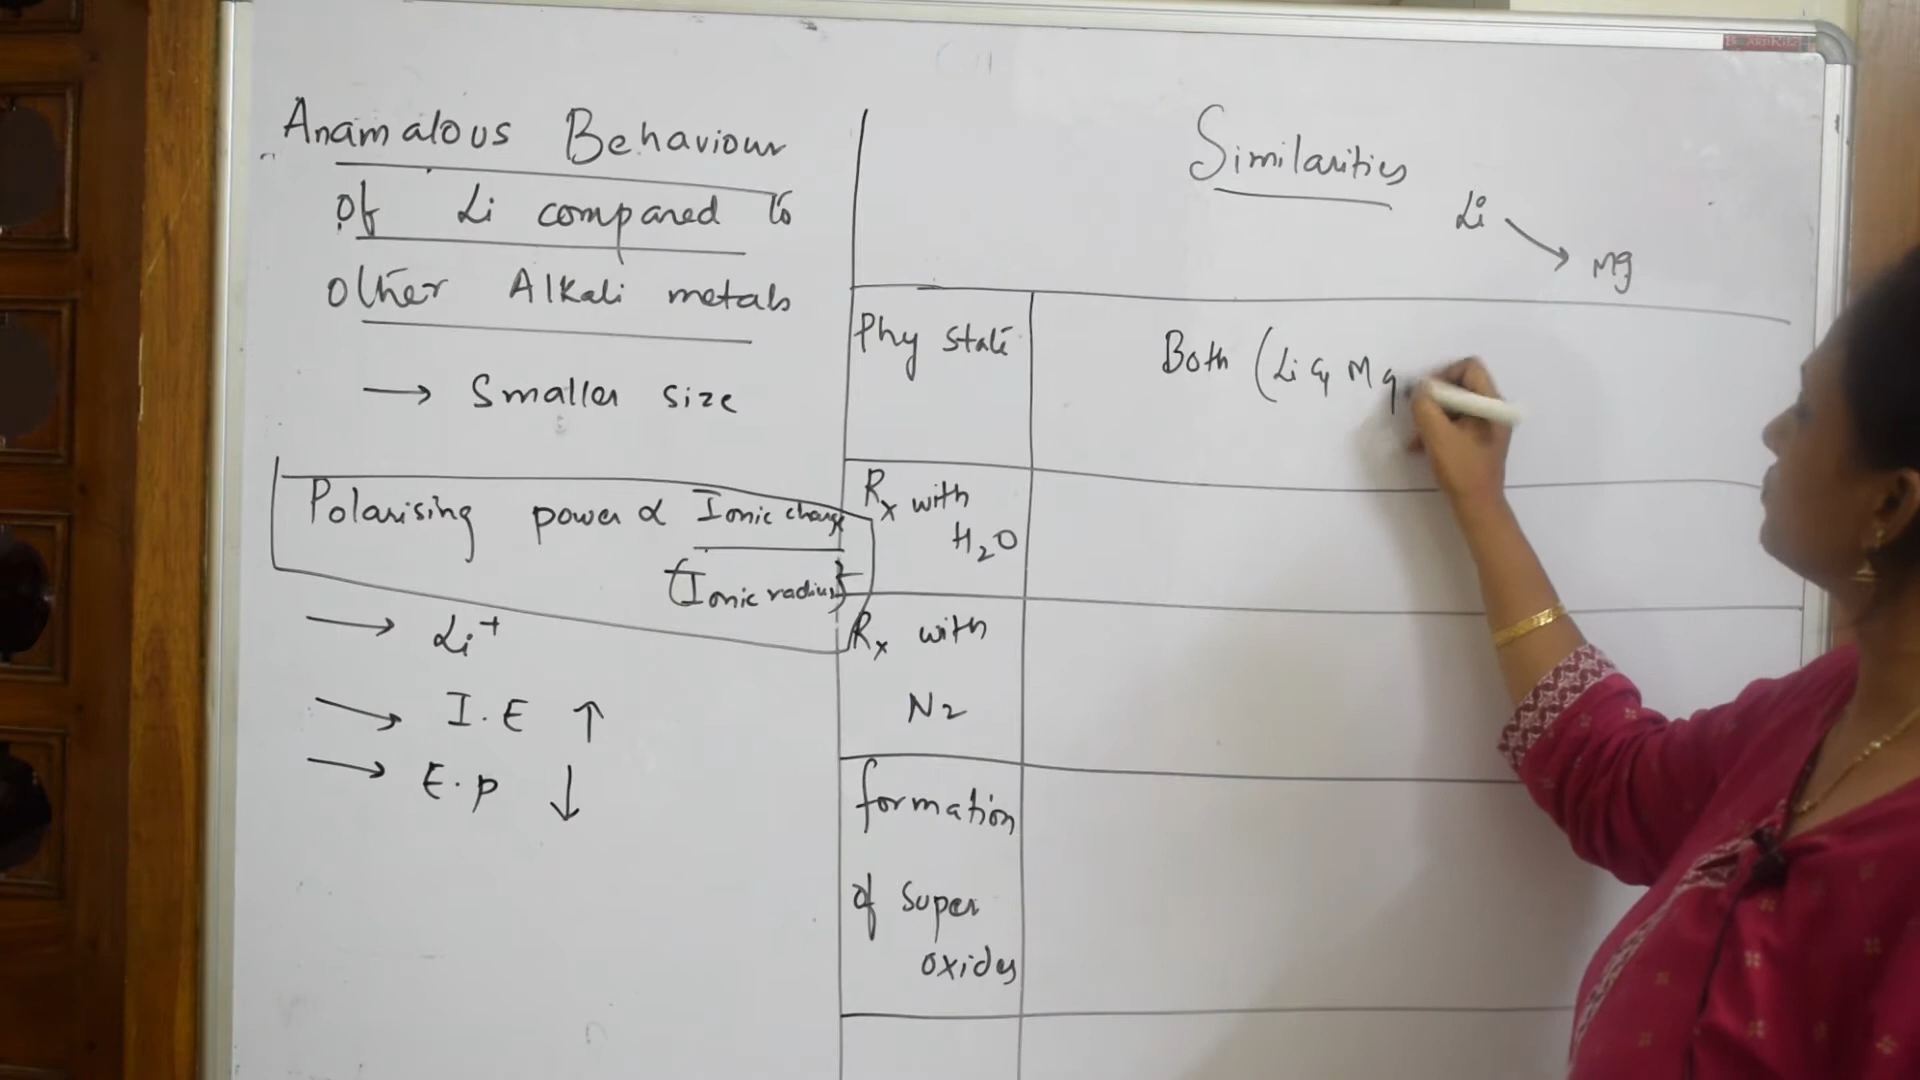 Anamalous Behaviour
of Li compared to
other Alkali metals
→ Smaller size
Polarising power ∝ Ionic charge
(Ionic radius)
→ Li⁺
→ I.E ↑
→ E.P ↓
Similarities
Li → Mg
Phy state
Both (Li & Mg
Rx with
H₂O
Rx with
N₂
formation
of super
oxides